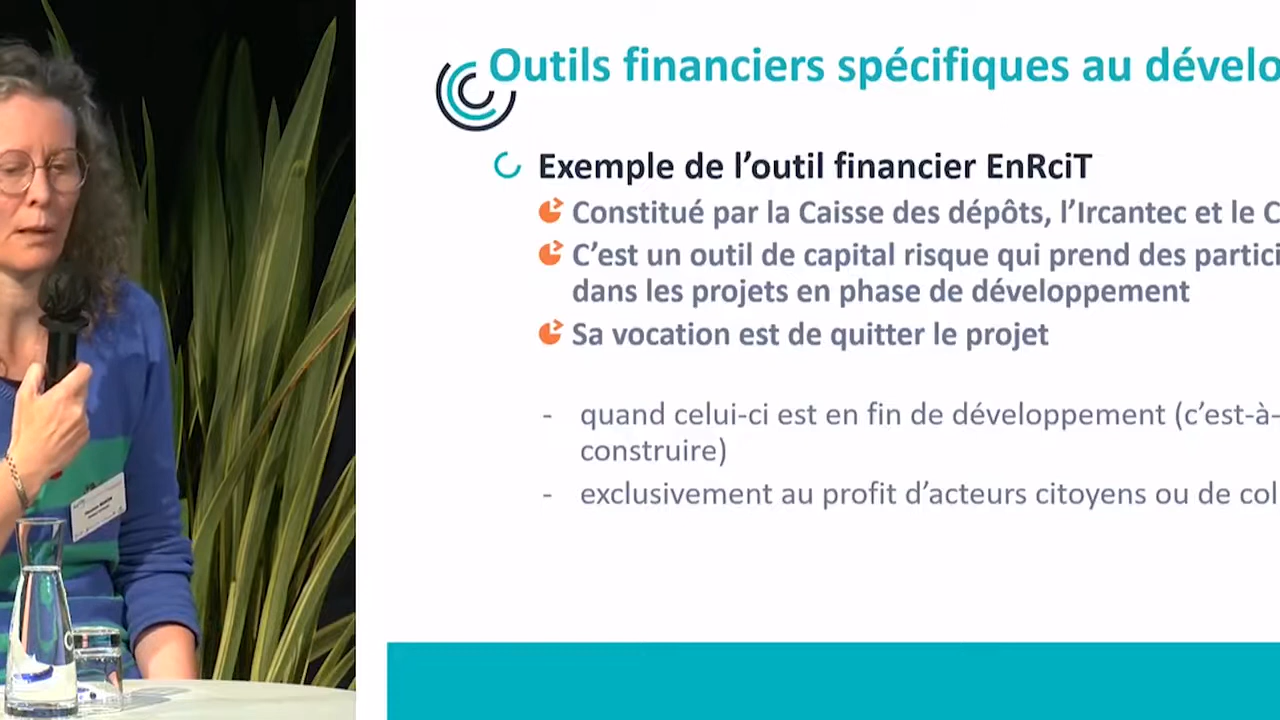 Outils financiers spécifiques au dévelo
Exemple de l’outil financier EnRciT
Constitué par la Caisse des dépôts, l’Ircantec et le C
C’est un outil de capital risque qui prend des partici
dans les projets en phase de développement
Sa vocation est de quitter le projet
- quand celui-ci est en fin de développement (c’est-à-
construire)
- exclusivement au profit d’acteurs citoyens ou de col